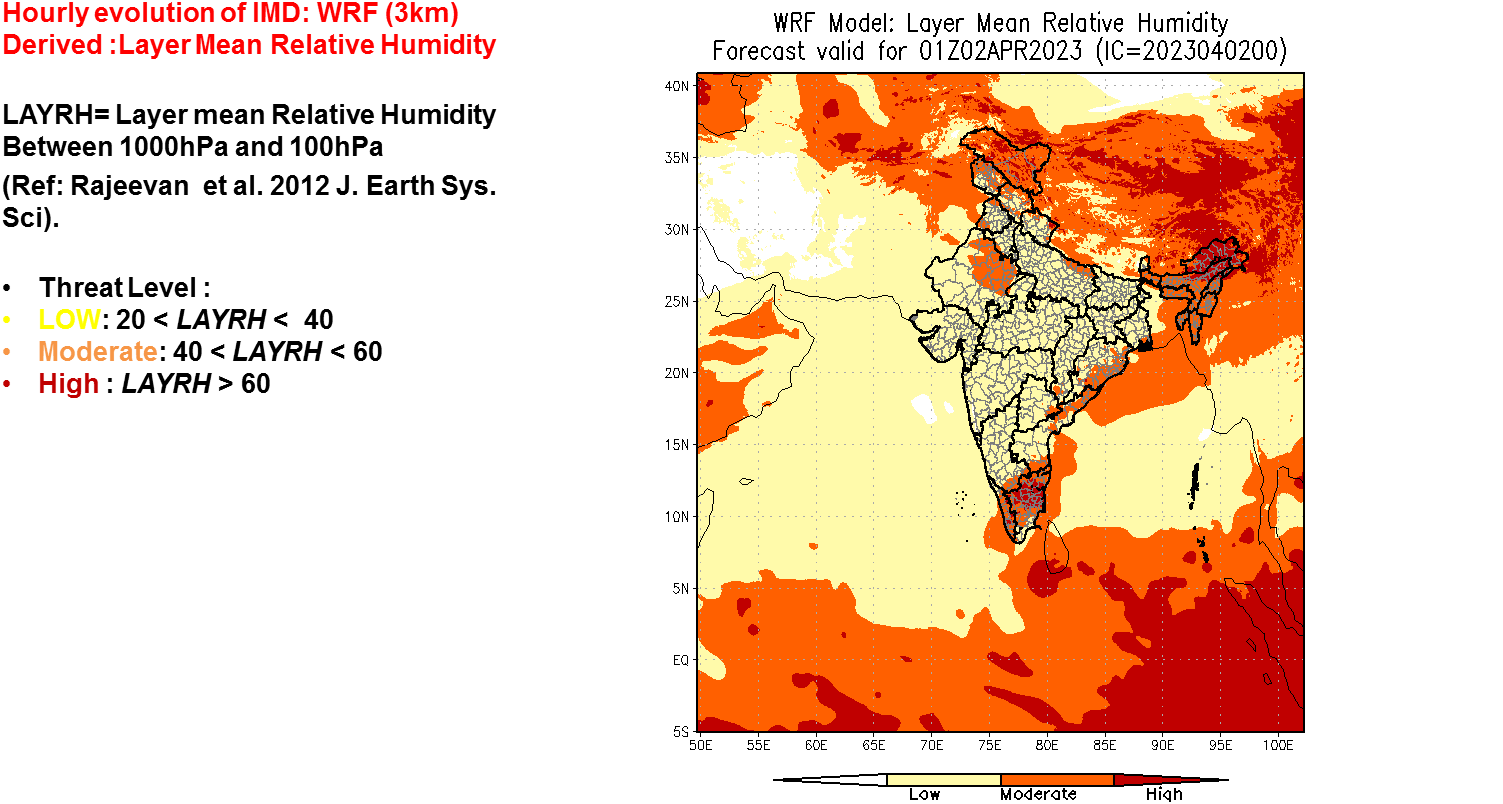 Hourly evolution of IMD: WRF (3km)
Derived :Layer Mean Relative Humidity
LAYRH= Layer mean Relative Humidity
Between 1000hPa and 100hPa
(Ref: Rajeevan et al. 2012 J. Earth Sys.
Sci).
• Threat Level :
• LOW: 20 < LAYRH < 40
• Moderate: 40 < LAYRH < 60
• High : LAYRH > 60
WRF Model: Layer Mean Relative Humidity
Forecast valid for 01Z02APR2023 (IC=2023040200)
40N
35N
30N
25N
20N
15N
10N
5N
EQ
5S
50E 55E 60E 65E 70E 75E 80E 85E 90E 95E 100E
Low Moderate High